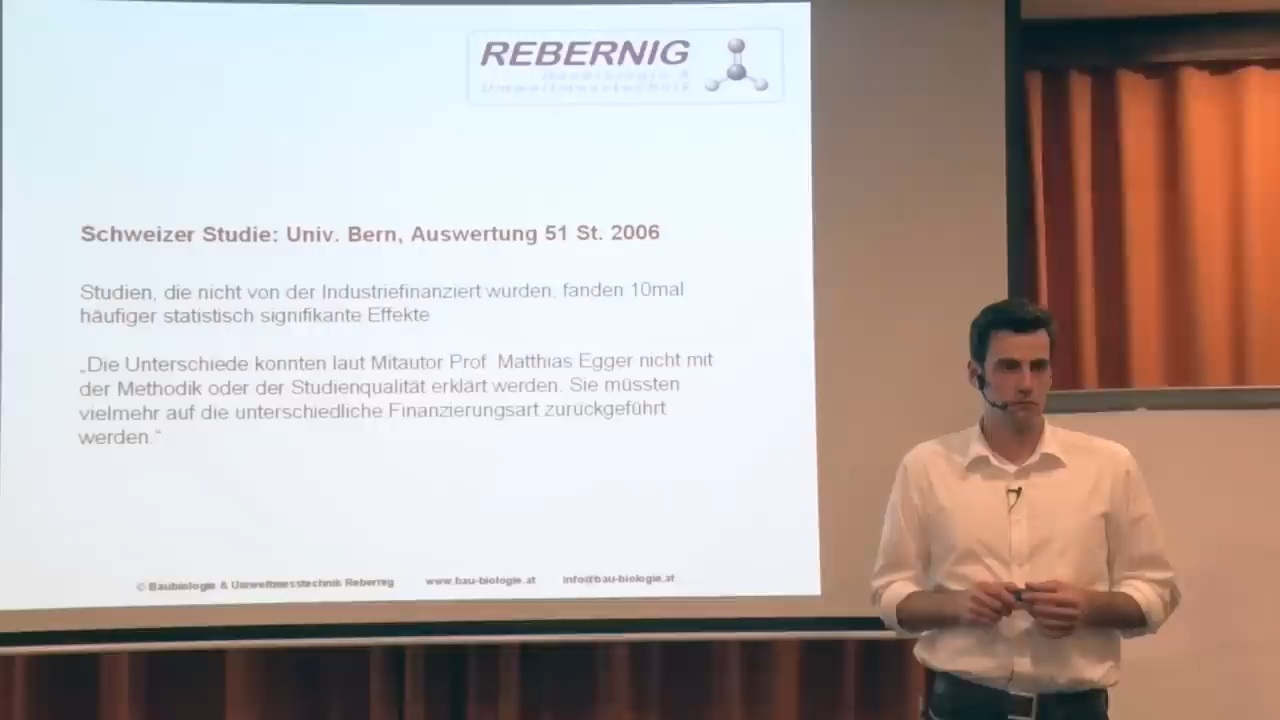 REBERNIG
Baubiologie &
Umweltmesstechnik
Schweizer Studie: Univ. Bern, Auswertung 51 St. 2006
Studien, die nicht von der Industriefinanziert wurden, fanden 10mal
häufiger statistisch signifikante Effekte
„Die Unterschiede konnten laut Mitautor Prof. Matthias Egger nicht mit
der Methodik oder der Studienqualität erklärt werden. Sie müssten
vielmehr auf die unterschiedliche Finanzierungsart zurückgeführt
werden.“
© Baubiologie & Umweltmesstechnik Rebernig www.bau-biologie.at info@bau-biologie.at